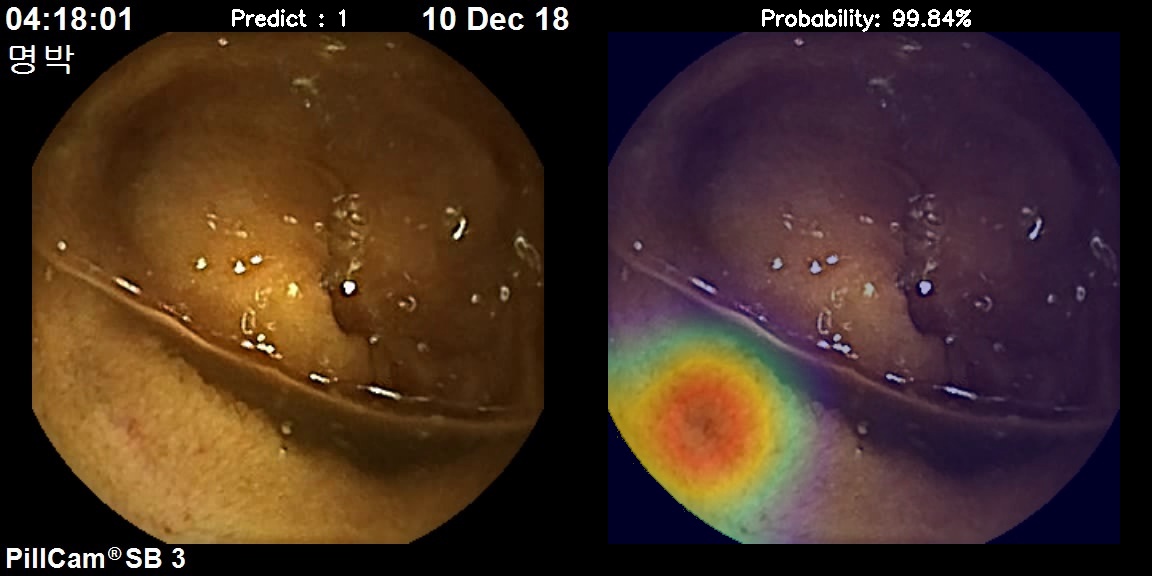 04:18:01
Predict : 1
10 Dec 18
Probability: 99.84%
명박
PillCam® SB 3